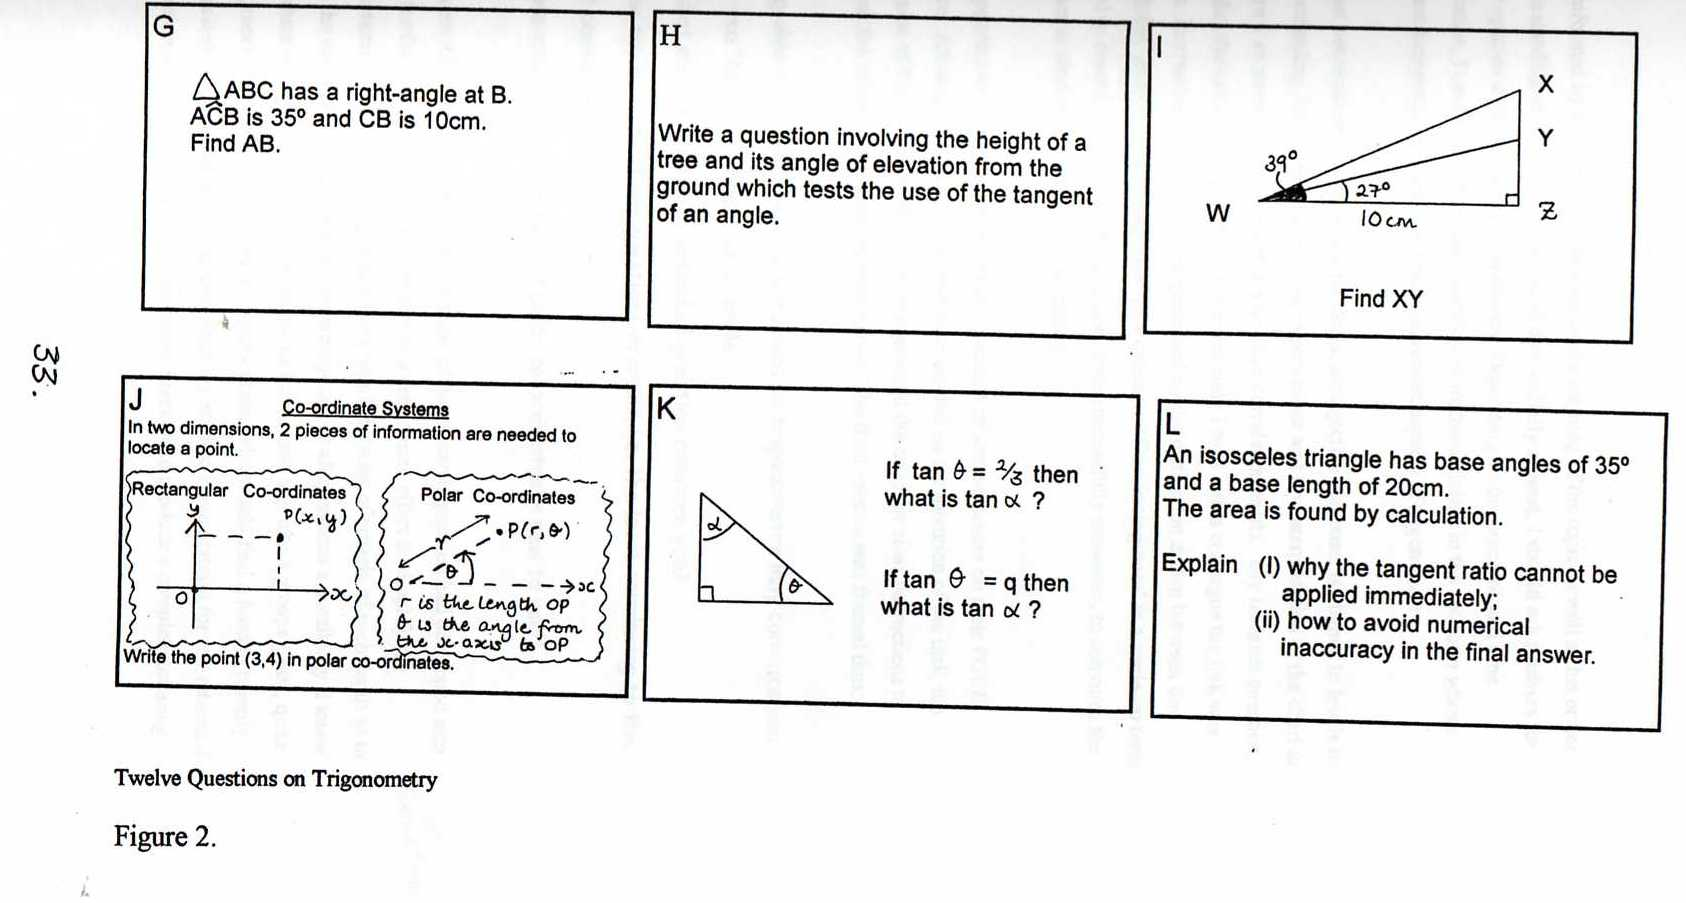 G
△ABC has a right-angle at B.
AĈB is 35º and CB is 10cm.
Find AB.
H
Write a question involving the height of a
tree and its angle of elevation from the
ground which tests the use of the tangent
of an angle.
I
X
Y
39º
27º
W
10cm
Z
Find XY
33.
J
Co-ordinate Systems
In two dimensions, 2 pieces of information are needed to
locate a point.
Rectangular Co-ordinates
y
P(x,y)
x
O
Polar Co-ordinates
P(r,θ)
r
θ
O
x
r is the length OP
θ is the angle from
the x-axis to OP
Write the point (3,4) in polar co-ordinates.
K
If tan θ = 2/3 then
what is tan α ?
α
θ
If tan θ = q then
what is tan α ?
L
An isosceles triangle has base angles of 35º
and a base length of 20cm.
The area is found by calculation.
Explain (I) why the tangent ratio cannot be
applied immediately;
(ii) how to avoid numerical
inaccuracy in the final answer.
Twelve Questions on Trigonometry
Figure 2.